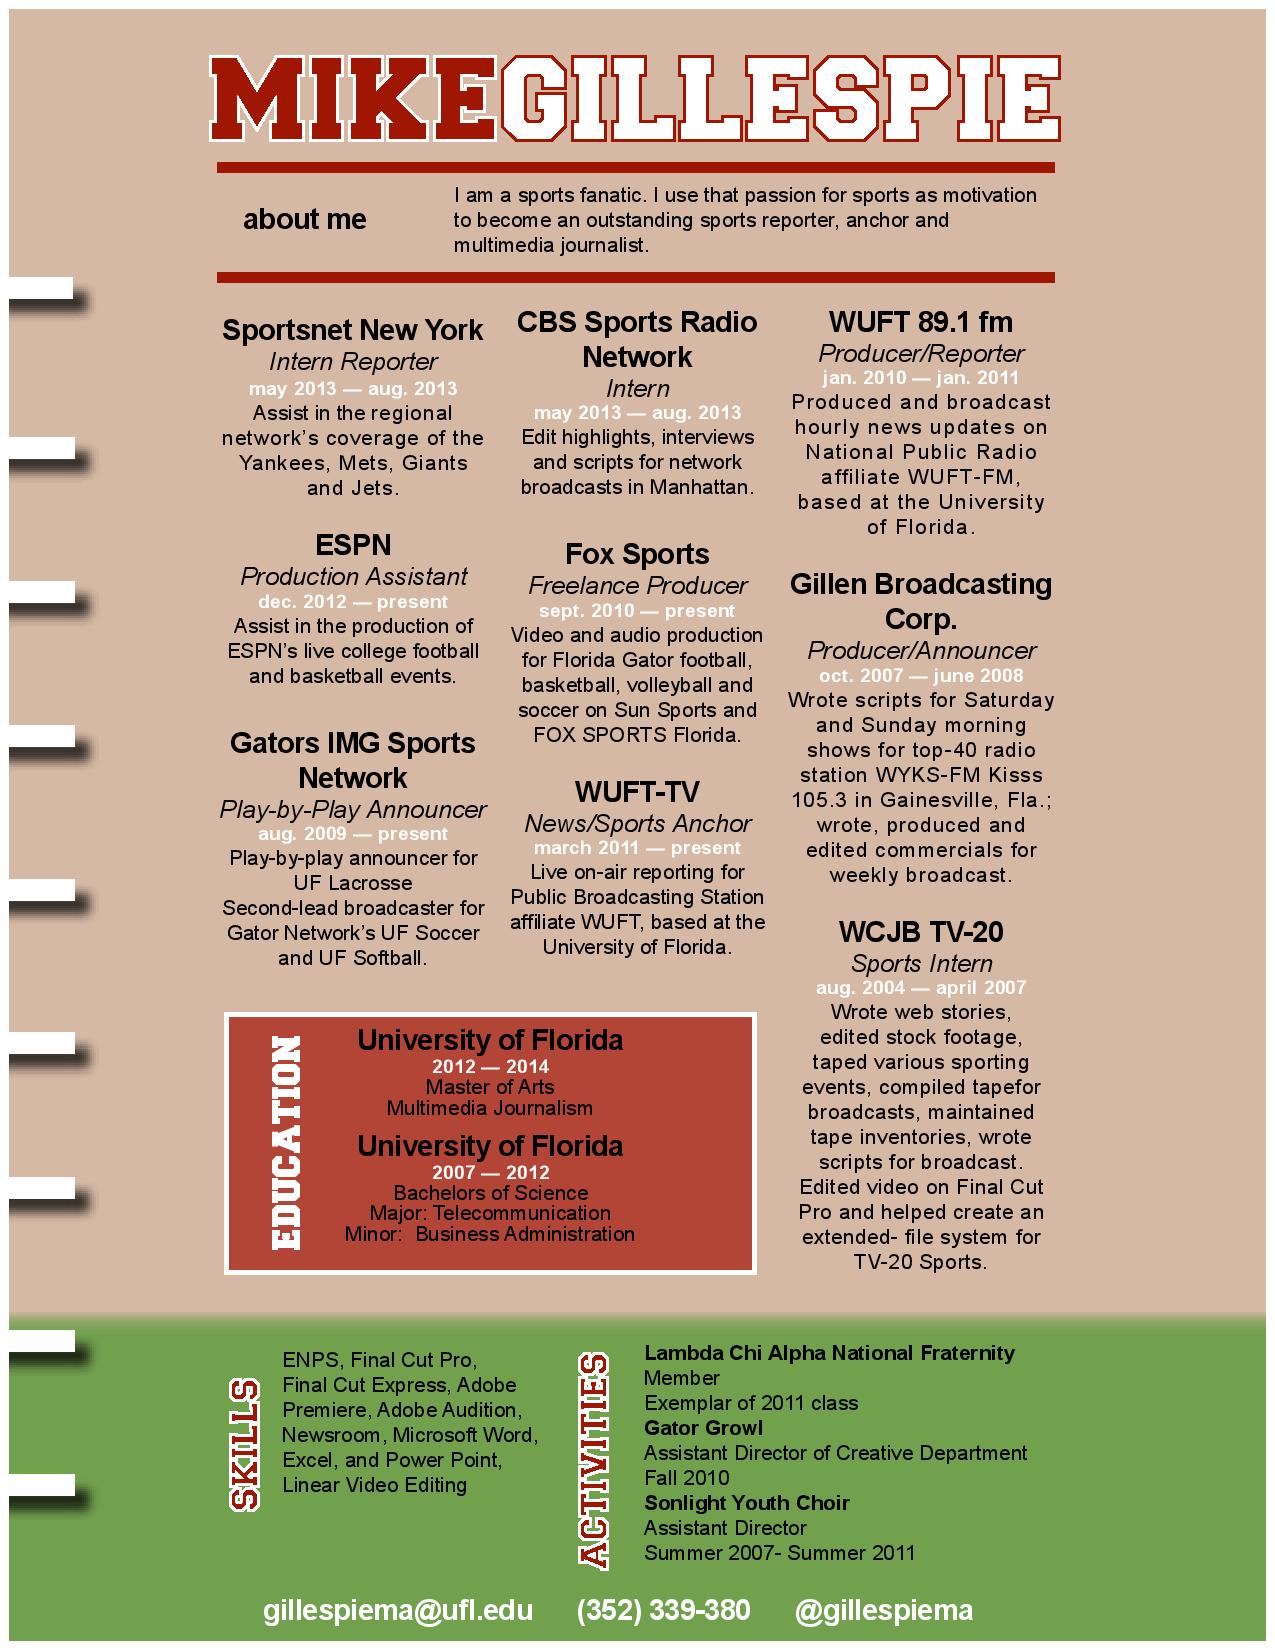 MIKEGILLESPIE
about me
I am a sports fanatic. I use that passion for sports as motivation
to become an outstanding sports reporter, anchor and
multimedia journalist.
Sportsnet New York
Intern Reporter
may 2013 — aug. 2013
Assist in the regional
network's coverage of the
Yankees, Mets, Giants
and Jets.
ESPN
Production Assistant
dec. 2012 — present
Assist in the production of
ESPN's live college football
and basketball events.
Gators IMG Sports
Network
Play-by-Play Announcer
aug. 2009 — present
Play-by-play announcer for
UF Lacrosse
Second-lead broadcaster for
Gator Network's UF Soccer
and UF Softball.
CBS Sports Radio
Network
Intern
may 2013 — aug. 2013
Edit highlights, interviews
and scripts for network
broadcasts in Manhattan.
Fox Sports
Freelance Producer
sept. 2010 — present
Video and audio production
for Florida Gator football,
basketball, volleyball and
soccer on Sun Sports and
FOX SPORTS Florida.
WUFT-TV
News/Sports Anchor
march 2011 — present
Live on-air reporting for
Public Broadcasting Station
affiliate WUFT, based at the
University of Florida.
WUFT 89.1 fm
Producer/Reporter
jan. 2010 — jan. 2011
Produced and broadcast
hourly news updates on
National Public Radio
affiliate WUFT-FM,
based at the University
of Florida.
Gillen Broadcasting
Corp.
Producer/Announcer
oct. 2007 — june 2008
Wrote scripts for Saturday
and Sunday morning
shows for top-40 radio
station WYKS-FM Kisss
105.3 in Gainesville, Fla.;
wrote, produced and
edited commercials for
weekly broadcast.
WCJB TV-20
Sports Intern
aug. 2004 — april 2007
Wrote web stories,
edited stock footage,
taped various sporting
events, compiled tapefor
broadcasts, maintained
tape inventories, wrote
scripts for broadcast.
Edited video on Final Cut
Pro and helped create an
extended- file system for
TV-20 Sports.
EDUCATION
University of Florida
2012 — 2014
Master of Arts
Multimedia Journalism
University of Florida
2007 — 2012
Bachelors of Science
Major: Telecommunication
Minor: Business Administration
SKILLS
ENPS, Final Cut Pro,
Final Cut Express, Adobe
Premiere, Adobe Audition,
Newsroom, Microsoft Word,
Excel, and Power Point,
Linear Video Editing
ACTIVITIES
Lambda Chi Alpha National Fraternity
Member
Exemplar of 2011 class
Gator Growl
Assistant Director of Creative Department
Fall 2010
Sonlight Youth Choir
Assistant Director
Summer 2007- Summer 2011
gillespiema@ufl.edu (352) 339-380 @gillespiema